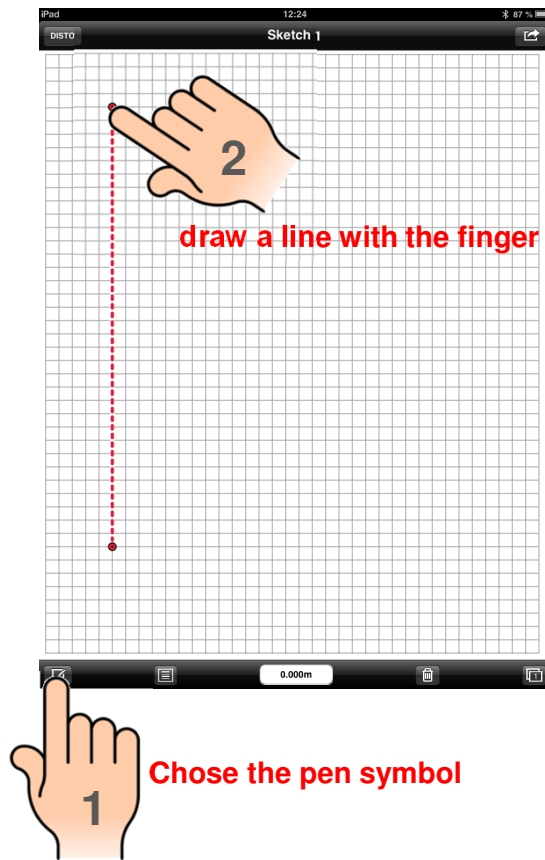 iPad 12:24 87 %
DISTO Sketch 1
2
draw a line with the finger
0.000m 1
Chose the pen symbol
1